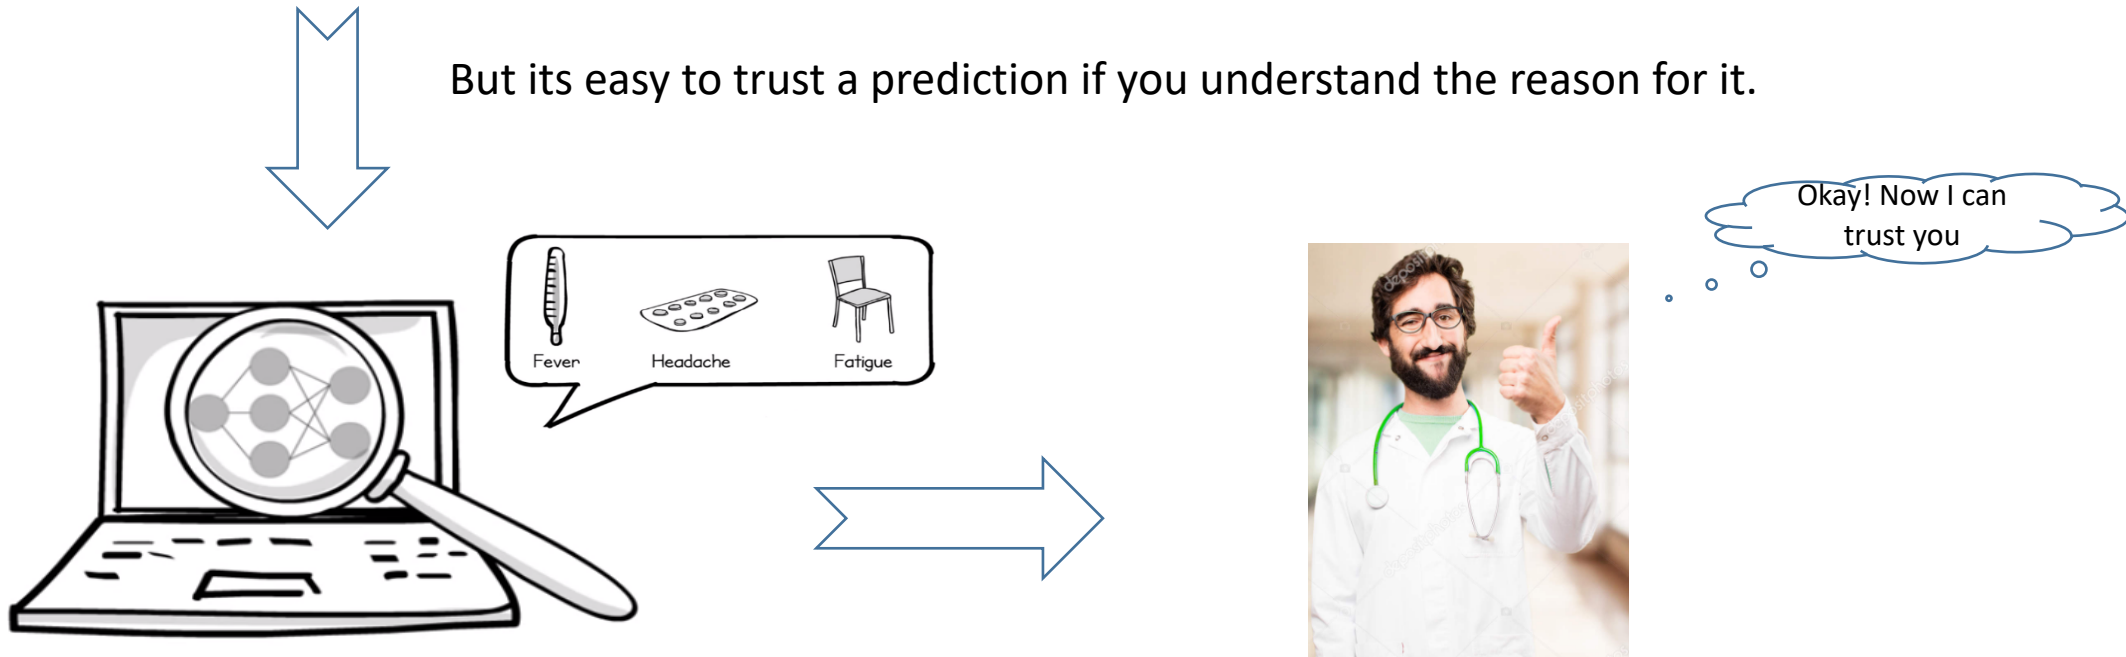 But its easy to trust a prediction if you understand the reason for it.
Okay! Now I can
trust you
Fever Headache Fatigue